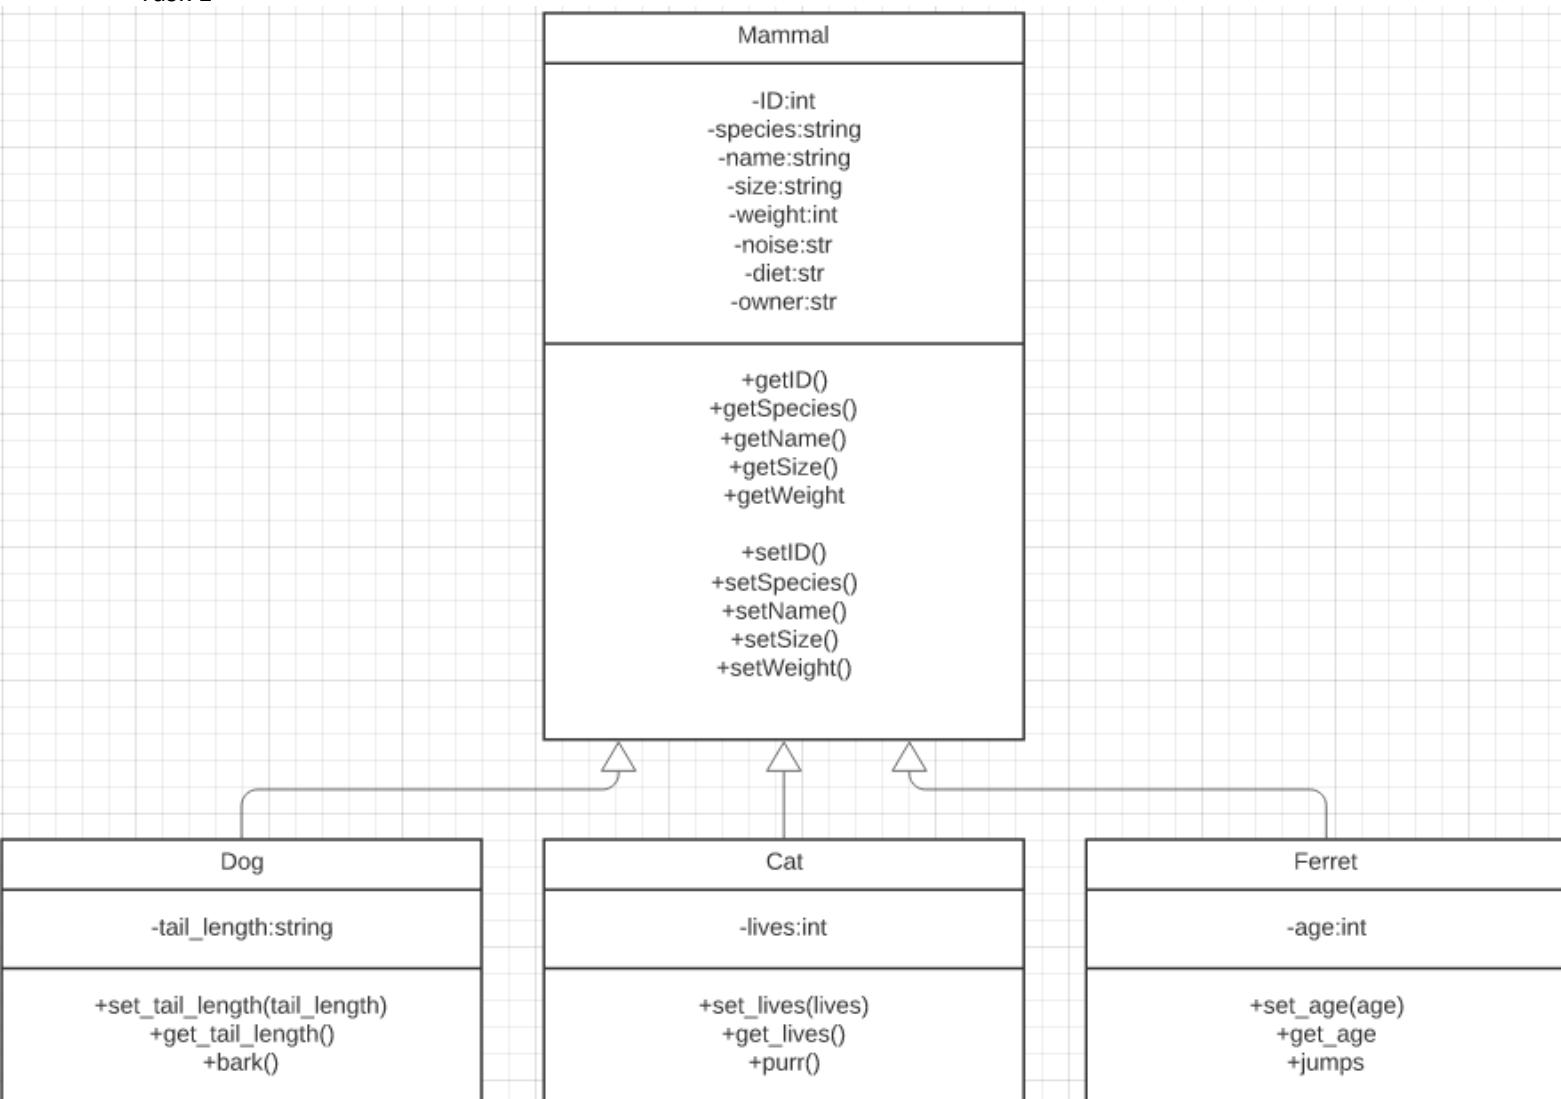 Mammal
-ID:int
-species:string
-name:string
-size:string
-weight:int
-noise:str
-diet:str
-owner:str
+getID()
+getSpecies()
+getName()
+getSize()
+getWeight
+setID()
+setSpecies()
+setName()
+setSize()
+setWeight()
Dog
-tail_length:string
+set_tail_length(tail_length)
+get_tail_length()
+bark()
Cat
-lives:int
+set_lives(lives)
+get_lives()
+purr()
Ferret
-age:int
+set_age(age)
+get_age
+jumps